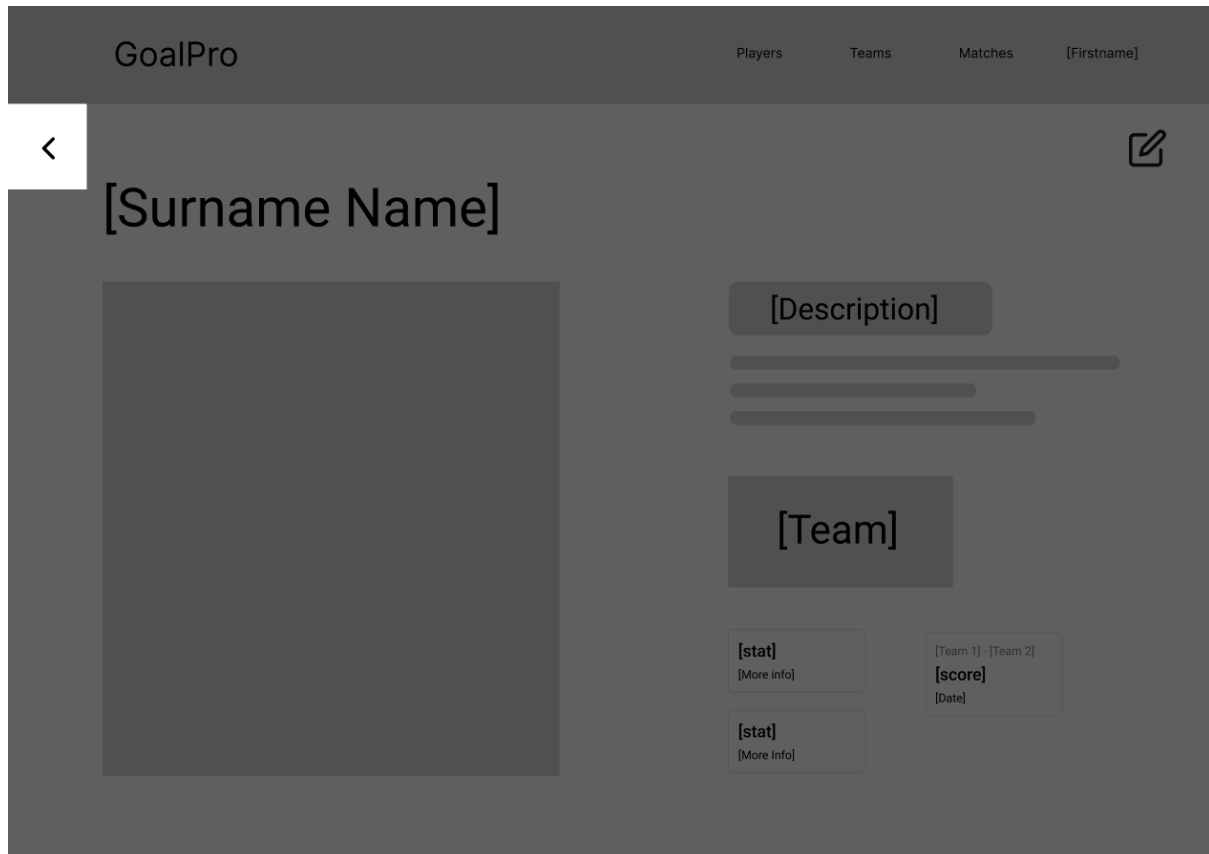 GoalPro
Players Teams Matches [Firstname]
[Surname Name]
[Description]
[Team]
[stat]
[More info]
[Team 1] - [Team 2]
[score]
[Date]
[stat]
[More Info]